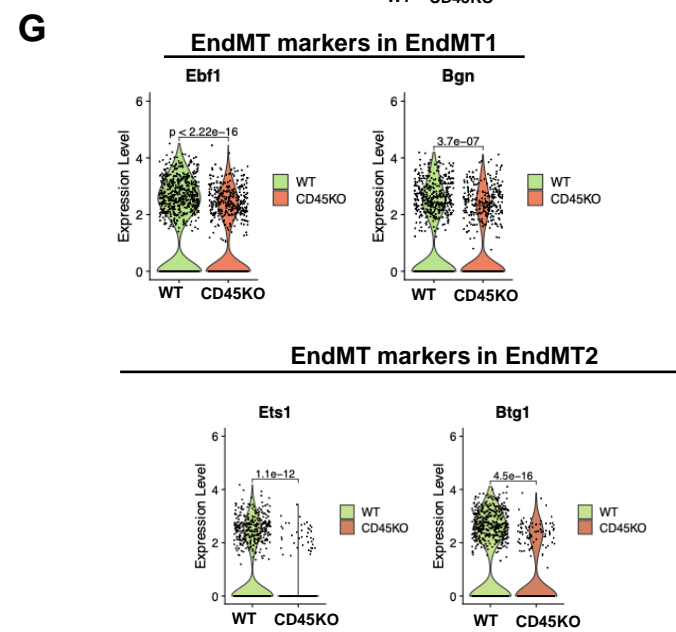 WT CD45KO
G
EndMT markers in EndMT1
Ebf1
Expression Level
6
4
2
0
p < 2.22e-16
WT CD45KO
WT
CD45KO
Bgn
Expression Level
6
4
2
0
3.7e-07
WT CD45KO
WT
CD45KO
EndMT markers in EndMT2
Ets1
Expression Level
6
4
2
0
1.1e-12
WT CD45KO
WT
CD45KO
Btg1
Expression Level
6
4
2
0
4.5e-16
WT CD45KO
WT
CD45KO